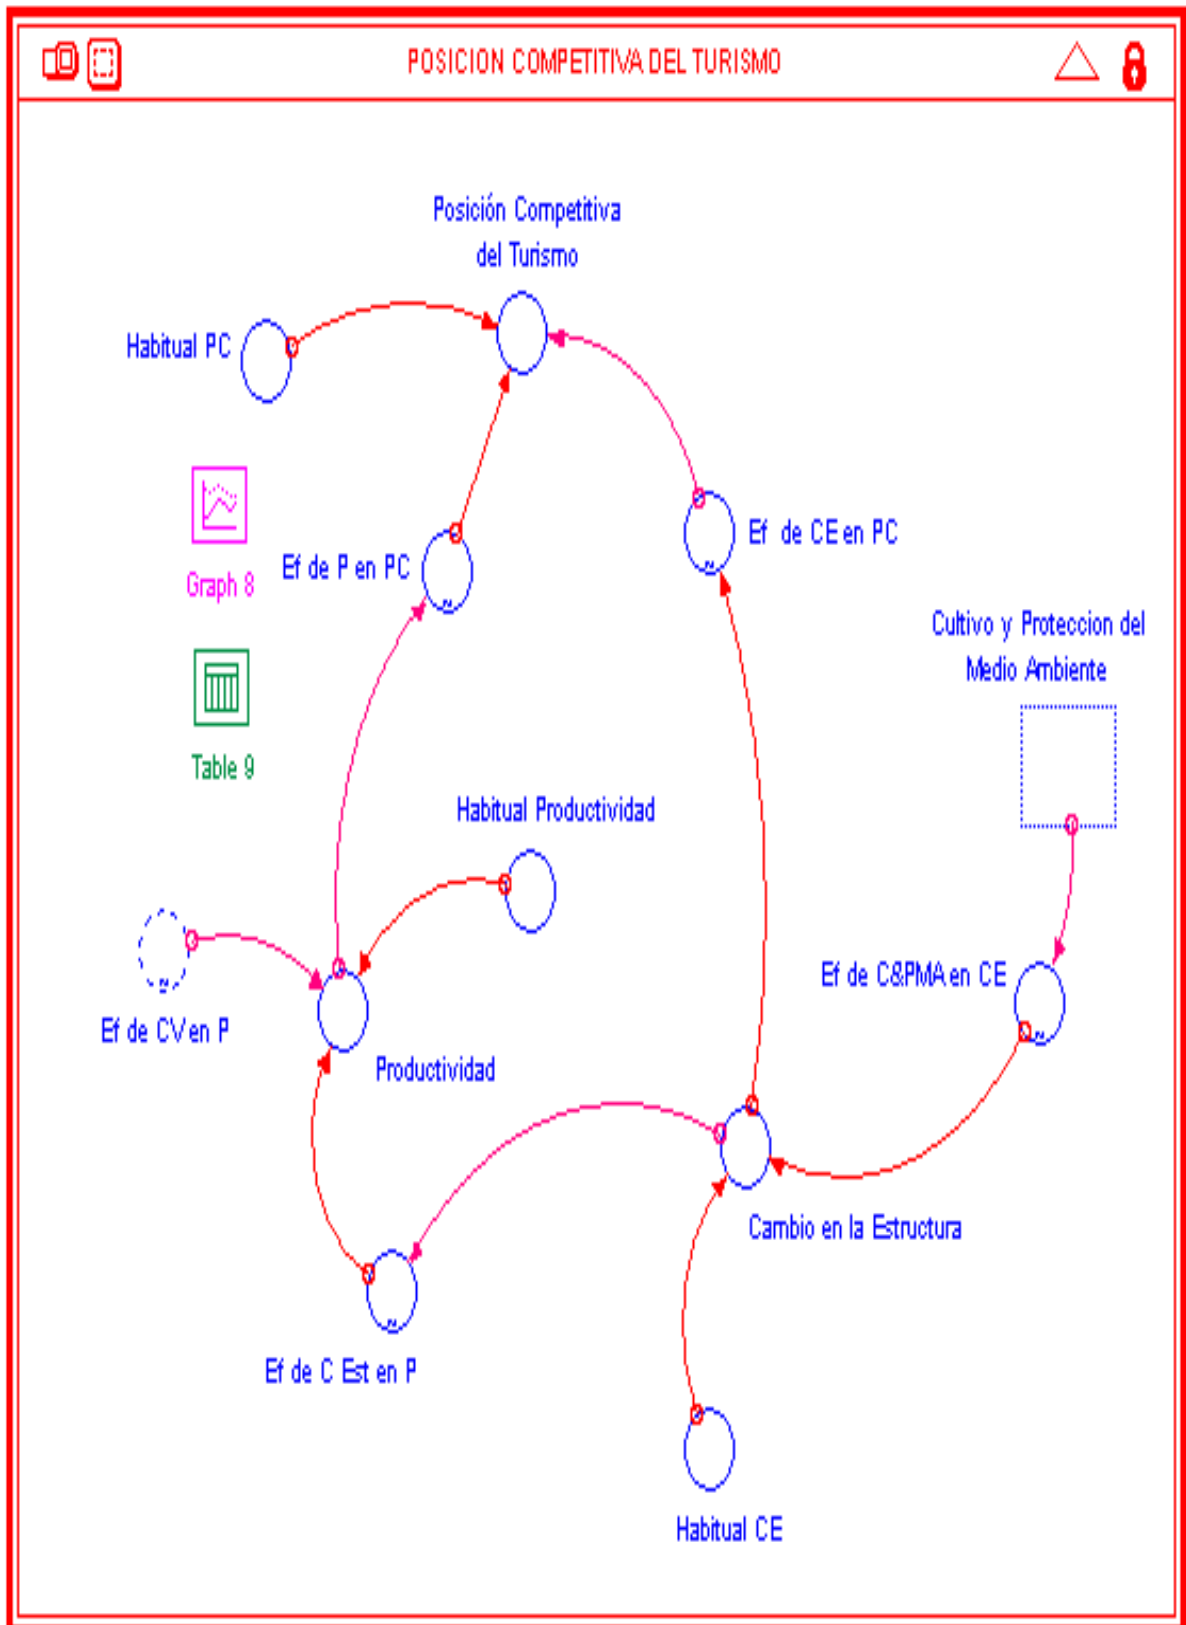 POSICION COMPETITIVA DEL TURISMO
Posición Competitiva
del Turismo
Habitual PC
Ef de CE en PC
Ef de P en PC
Graph 8
Cultivo y Proteccion del
Medio Ambiente
Table 9
Habitual Productividad
Ef de C&PMA en CE
Ef de CV en P
Productividad
Cambio en la Estructura
Ef de C Est en P
Habitual CE